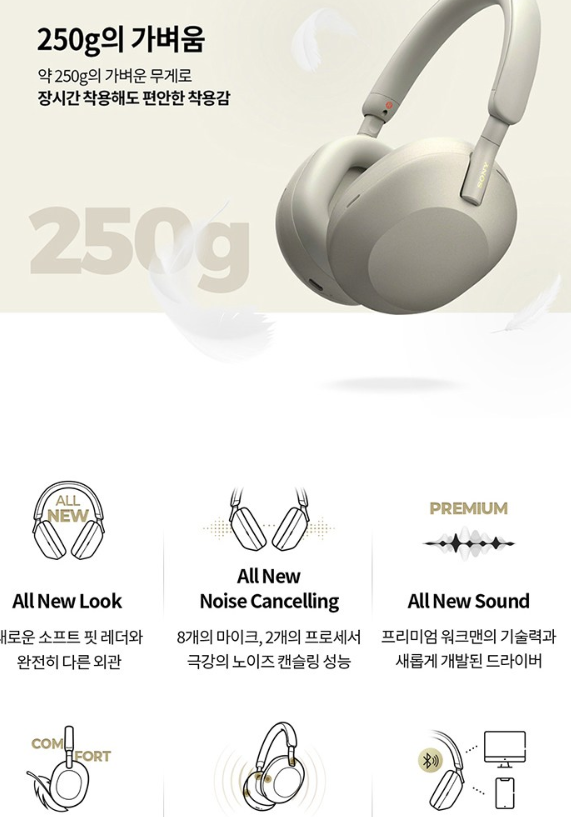 250g의 가벼움
약 250g의 가벼운 무게로
장시간 착용해도 편안한 착용감
SONY
250g
ALL
NEW
PREMIUM
All New Look
All New
Noise Cancelling
All New Sound
새로운 소프트 핏 레더와
완전히 다른 외관
8개의 마이크, 2개의 프로세서
극강의 노이즈 캔슬링 성능
프리미엄 워크맨의 기술력과
새롭게 개발된 드라이버
COM
FORT